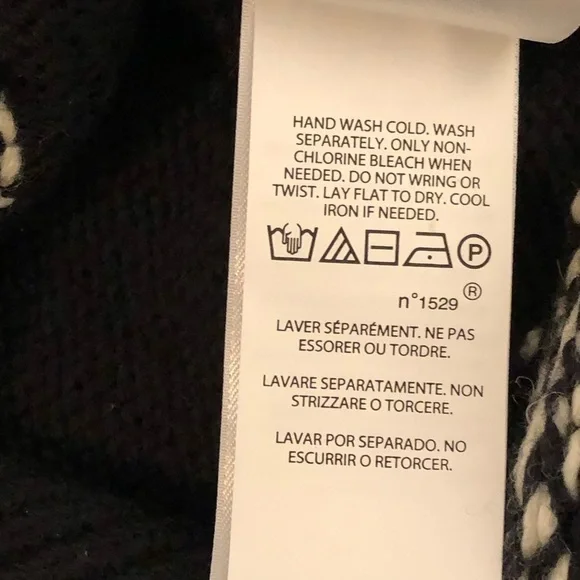 HAND WASH COLD. WASH
SEPARATELY. ONLY NON-
CHLORINE BLEACH WHEN
NEEDED. DO NOT WRING OR
TWIST. LAY FLAT TO DRY. COOL
IRON IF NEEDED.
P
®
n°1529
LAVER SÉPARÉMENT. NE PAS
ESSORER OU TORDRE.
LAVARE SEPARATAMENTE. NON
STRIZZARE O TORCERE.
LAVAR POR SEPARADO. NO
ESCURRIR O RETORCER.